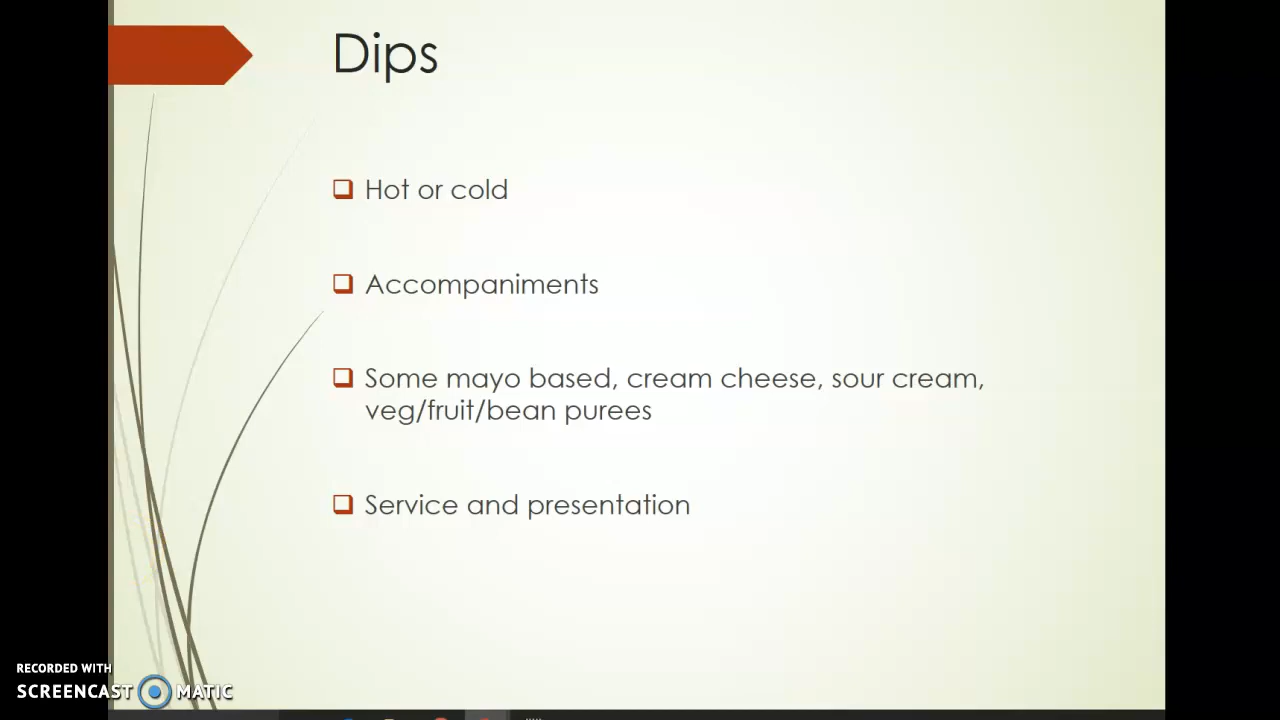 Dips
Hot or cold
Accompaniments
Some mayo based, cream cheese, sour cream,
veg/fruit/bean purees
Service and presentation
RECORDED WITH
SCREENCAST MATIC